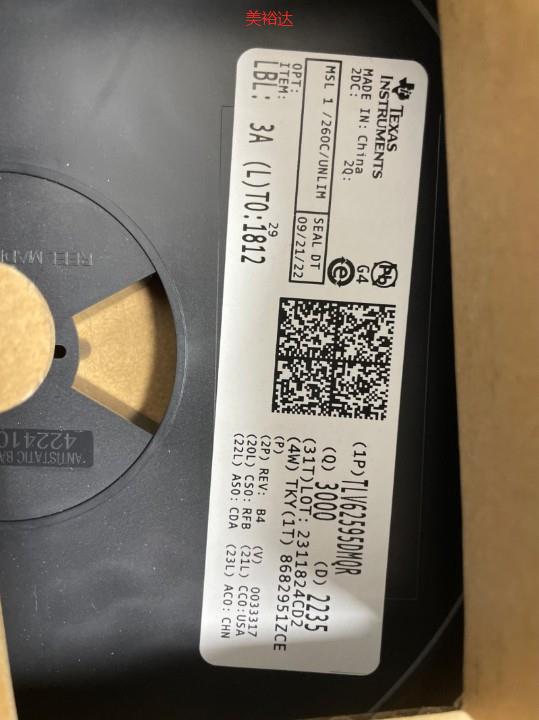 美裕达
TEXAS
INSTRUMENTS
MADE IN: China
2DC: 2Q:
MSL 1 /260C/UNLIM
SEAL DT
09/21/22
OPT:
ITEM:
LBL: 3A (L)TO:1812
29
Pb
G4
e
(1P)TLV62595DMQR
(Q) 3000 (D) 2235
(31T)LOT: 2311824CD2
(4W) TKY(1T) 8682951ZCE
(P)
(2P) REV: B4 (V) 0033317
(20L) CSO: RFB (21L) CCO:USA
(22L) ASO: CDA (23L) ACO: CHN